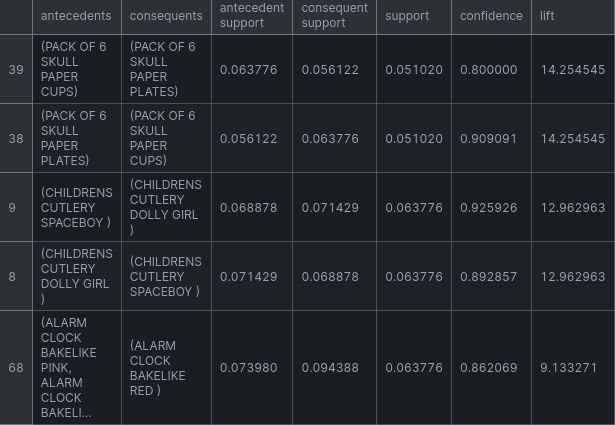 antecedents consequents antecedent support consequent support support confidence lift
39 (PACK OF 6 SKULL PAPER CUPS) (PACK OF 6 SKULL PAPER PLATES) 0.063776 0.056122 0.051020 0.800000 14.254545
38 (PACK OF 6 SKULL PAPER PLATES) (PACK OF 6 SKULL PAPER CUPS) 0.056122 0.063776 0.051020 0.909091 14.254545
9 (CHILDRENS CUTLERY SPACEBOY ) (CHILDRENS CUTLERY DOLLY GIRL ) 0.068878 0.071429 0.063776 0.925926 12.962963
8 (CHILDRENS CUTLERY DOLLY GIRL ) (CHILDRENS CUTLERY SPACEBOY ) 0.071429 0.068878 0.063776 0.892857 12.962963
68 (ALARM CLOCK BAKELIKE PINK, ALARM CLOCK BAKELI... (ALARM CLOCK BAKELIKE RED ) 0.073980 0.094388 0.063776 0.862069 9.133271